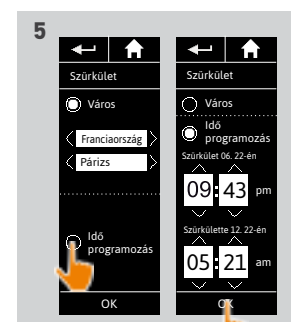 5
Szürkület
Város
Franciaország
Párizs
Idő
programozás
OK
Szürkület
Város
Idő
programozás
Szürkület 06. 22-én
09:43 pm
Szürkülette 12. 22-én
05:21 am
OK